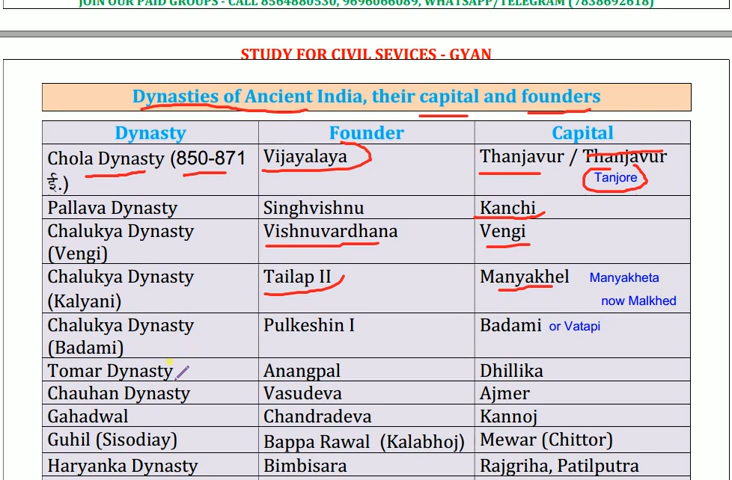 JOIN OUR PAID GROUPS - CALL 8564880530, 9696066089, WHATSAPP/TELEGRAM (7838692618)
STUDY FOR CIVIL SEVICES - GYAN
Dynasties of Ancient India, their capital and founders
Dynasty Founder Capital
Chola Dynasty (850-871 ई.) Vijayalaya Thanjavur / Thanjavur
Tanjore
Pallava Dynasty Singhvishnu Kanchi
Chalukya Dynasty (Vengi) Vishnuvardhana Vengi
Chalukya Dynasty (Kalyani) Tailap II Manyakhel Manyakheta
now Malkhed
Chalukya Dynasty (Badami) Pulkeshin I Badami or Vatapi
Tomar Dynasty Anangpal Dhillika
Chauhan Dynasty Vasudeva Ajmer
Gahadwal Chandradeva Kannoj
Guhil (Sisodiay) Bappa Rawal (Kalabhoj) Mewar (Chittor)
Haryanka Dynasty Bimbisara Rajgriha, Patilputra